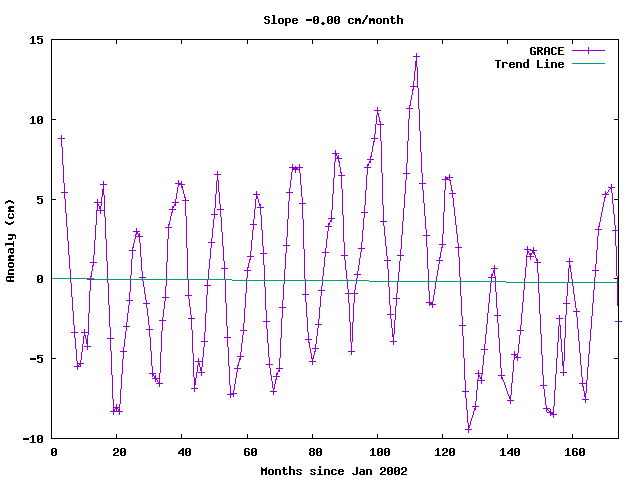 Slope -0.00 cm/month
GRACE
Trend Line
15
10
5
0
-5
-10
Anomaly (cm)
0 20 40 60 80 100 120 140 160
Months since Jan 2002